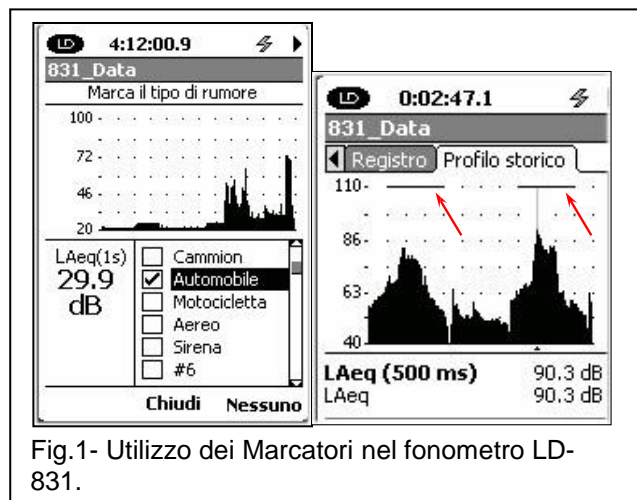 LD 4:12:00.9
831_Data
Marca il tipo di rumore
100
72
46
20
LAeq(1s)
29.9
dB
Cammion
Automobile
Motocicletta
Aereo
Sirena
#6
Chiudi Nessuno
LD 0:02:47.1
831_Data
Registro Profilo storico
110
86
63
40
LAeq (500 ms) 90.3 dB
LAeq 90.3 dB
Fig.1- Utilizzo dei Marcatori nel fonometro LD-
831.